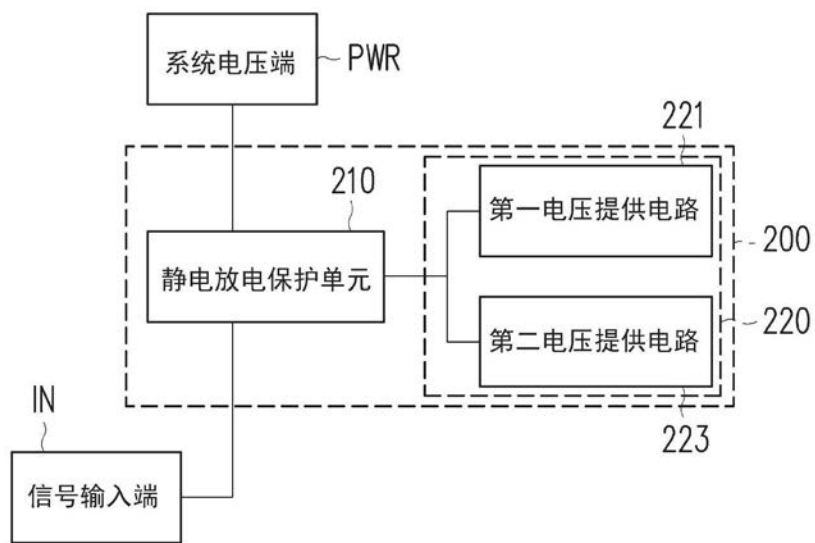 系统电压端
PWR
221
210
第一电压提供电路
200
静电放电保护单元
220
第二电压提供电路
IN
223
信号输入端